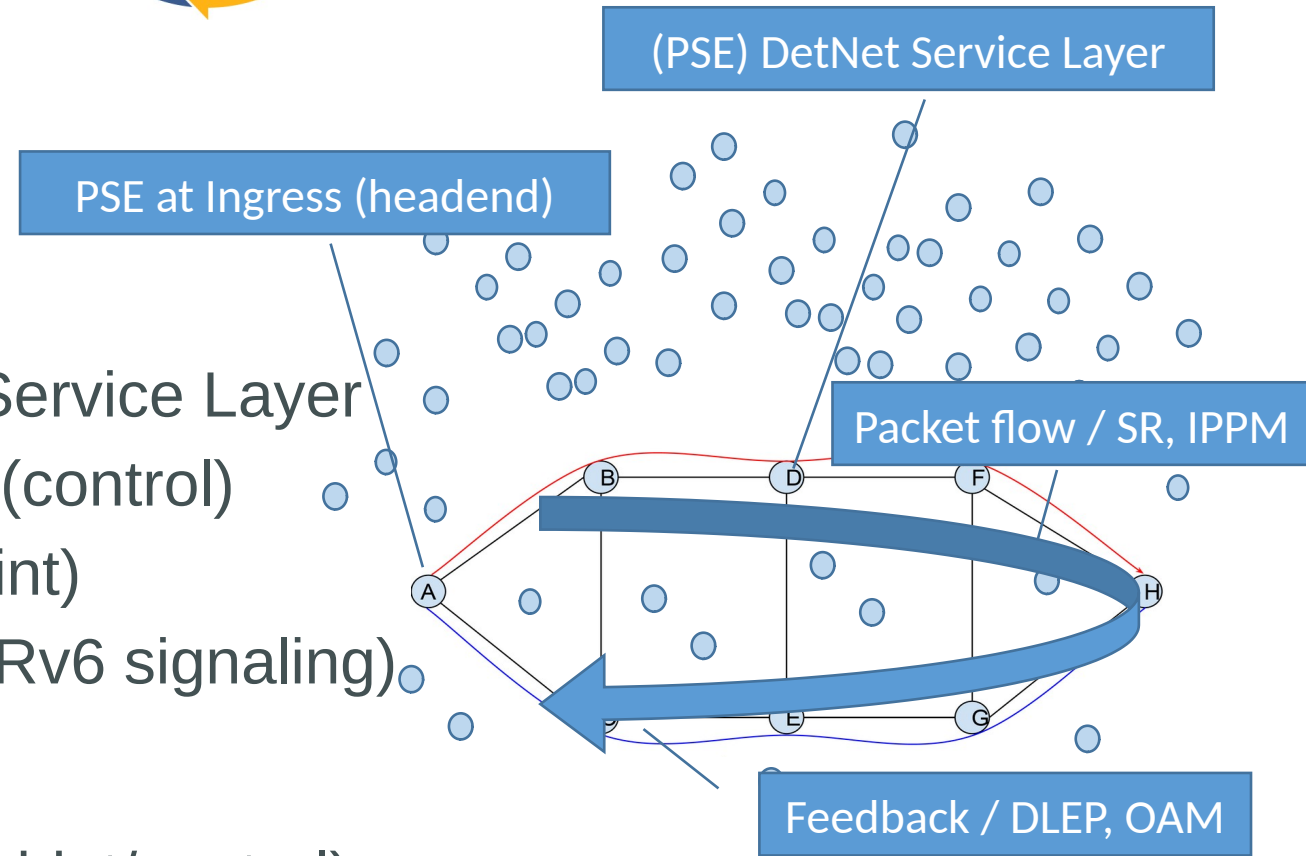 (PSE) DetNet Service Layer
PSE at Ingress (headend)
Service Layer
Packet flow / SR, IPPM
(control)
B
D
F
int)
A
H
Rv6 signaling)
E
G
Feedback / DLEP, OAM